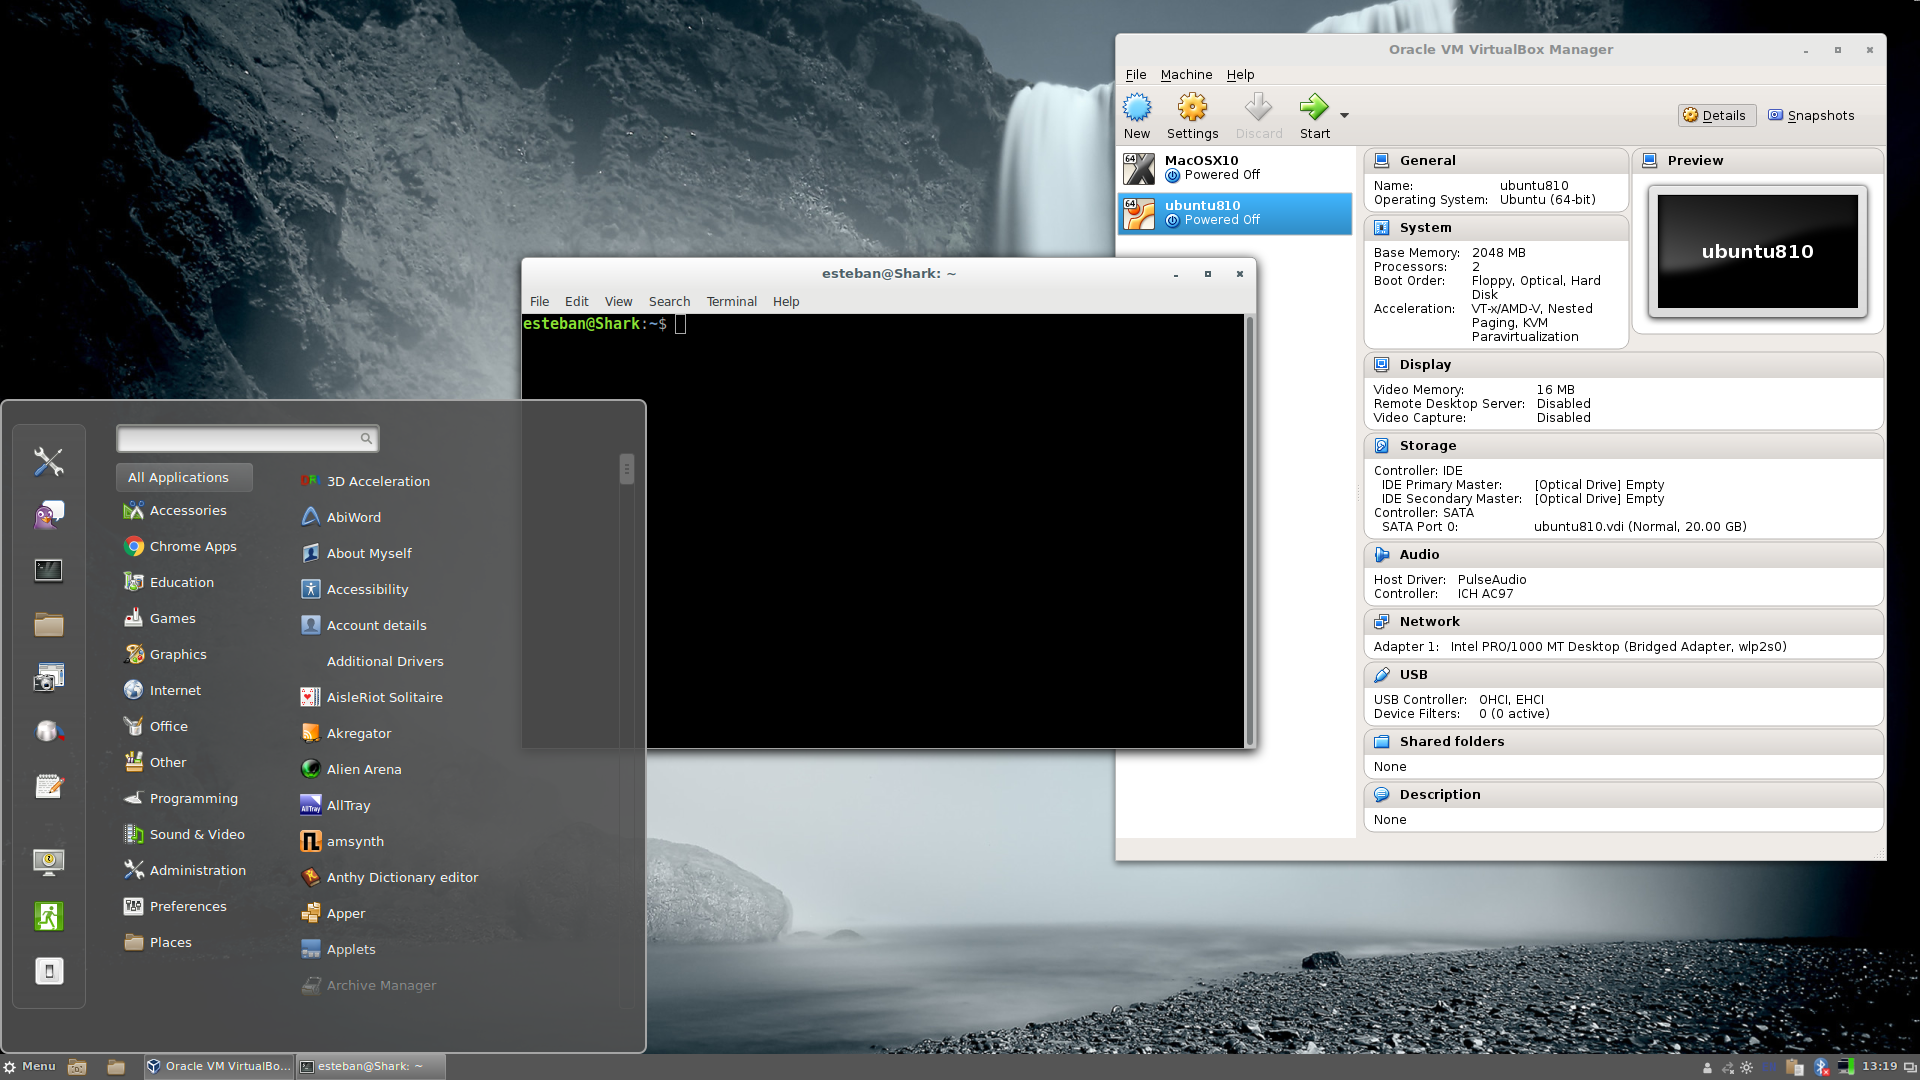 Oracle VM VirtualBox Manager
File Machine Help
New Settings Discard Start Details Snapshots
MacOSX10
Powered Off
ubuntu810
Powered Off
General
Name: ubuntu810
Operating System: Ubuntu (64-bit)
System
Base Memory: 2048 MB
Processors: 2
Boot Order: Floppy, Optical, Hard
Disk
Acceleration: VT-x/AMD-V, Nested
Paging, KVM
Paravirtualization
Preview
ubuntu810
Display
Video Memory: 16 MB
Remote Desktop Server: Disabled
Video Capture: Disabled
Storage
Controller: IDE
IDE Primary Master: [Optical Drive] Empty
IDE Secondary Master: [Optical Drive] Empty
Controller: SATA
SATA Port 0: ubuntu810.vdi (Normal, 20.00 GB)
Audio
Host Driver: PulseAudio
Controller: ICH AC97
Network
Adapter 1: Intel PRO/1000 MT Desktop (Bridged Adapter, wlp2s0)
USB
USB Controller: OHCI, EHCI
Device Filters: 0 (0 active)
Shared folders
None
Description
None
esteban@Shark: ~
File Edit View Search Terminal Help
esteban@Shark:~$
All Applications
Accessories
Chrome Apps
Education
Games
Graphics
Internet
Office
Other
Programming
Sound & Video
Administration
Preferences
Places
3D Acceleration
AbiWord
About Myself
Accessibility
Account details
Additional Drivers
AisleRiot Solitaire
Akregator
Alien Arena
AllTray
amsynth
Anthy Dictionary editor
Apper
Applets
Archive Manager
Menu Oracle VM VirtualBo... esteban@Shark: ~ 13:19